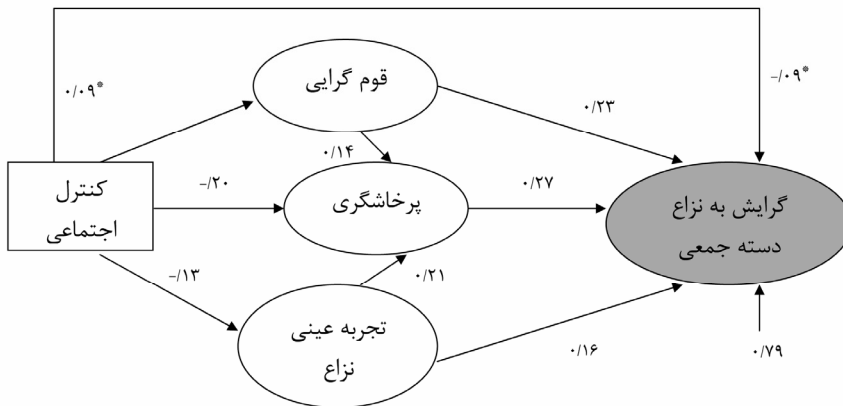 قوم گرایی
۰/۰۹*
-/۰۹*
۰/۲۳
۰/۱۴
کنترل
اجتماعی
-/۲۰
پرخاشگری
۰/۲۷
گرایش به نزاع
دسته جمعی
-/۱۳
۰/۲۱
تجربه عینی
نزاع
۰/۱۶
۰/۷۹